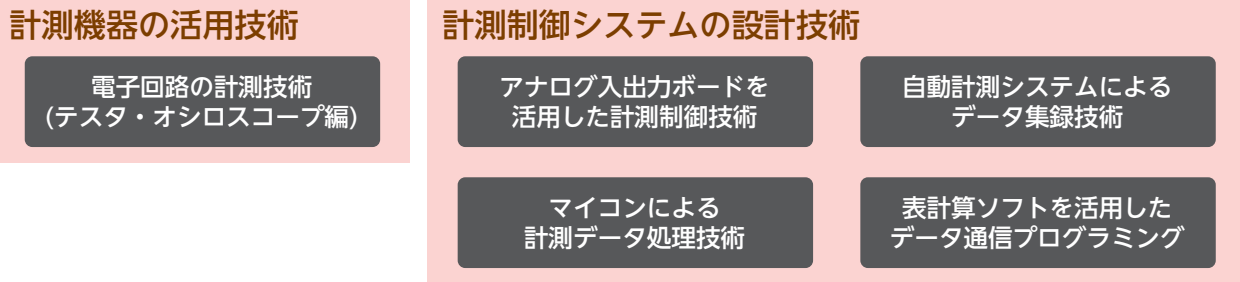 計測機器の活用技術
電子回路の計測技術
(テスタ・オシロスコープ編)
計測制御システムの設計技術
アナログ入出力ボードを
活用した計測制御技術
自動計測システムによる
データ集録技術
マイコンによる
計測データ処理技術
表計算ソフトを活用した
データ通信プログラミング